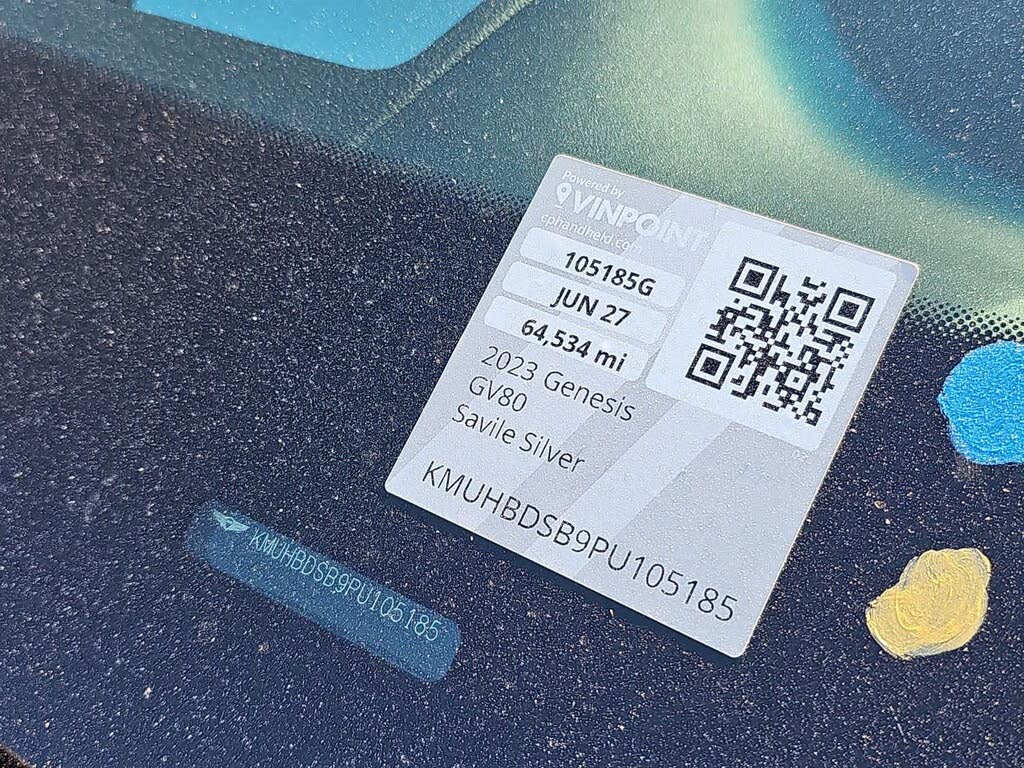 Powered by
VINPOINT
cphandheld.com
105185G
JUN 27
64,534 mi
2023 Genesis
GV80
Savile Silver
KMUHBDSB9PU105185
KMUHBDSB9PU105185